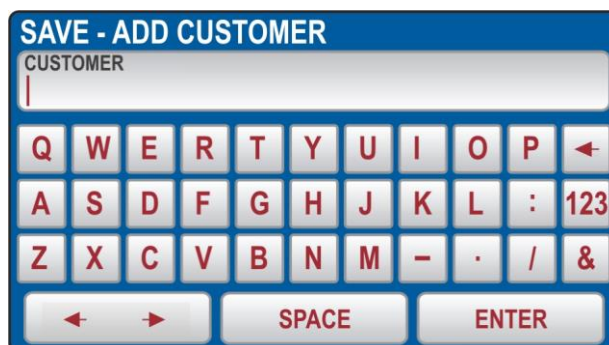 SAVE - ADD CUSTOMER
CUSTOMER
Q W E R T Y U I O P
A S D F G H J K L : 123
Z X C V B N M – · / &
SPACE ENTER